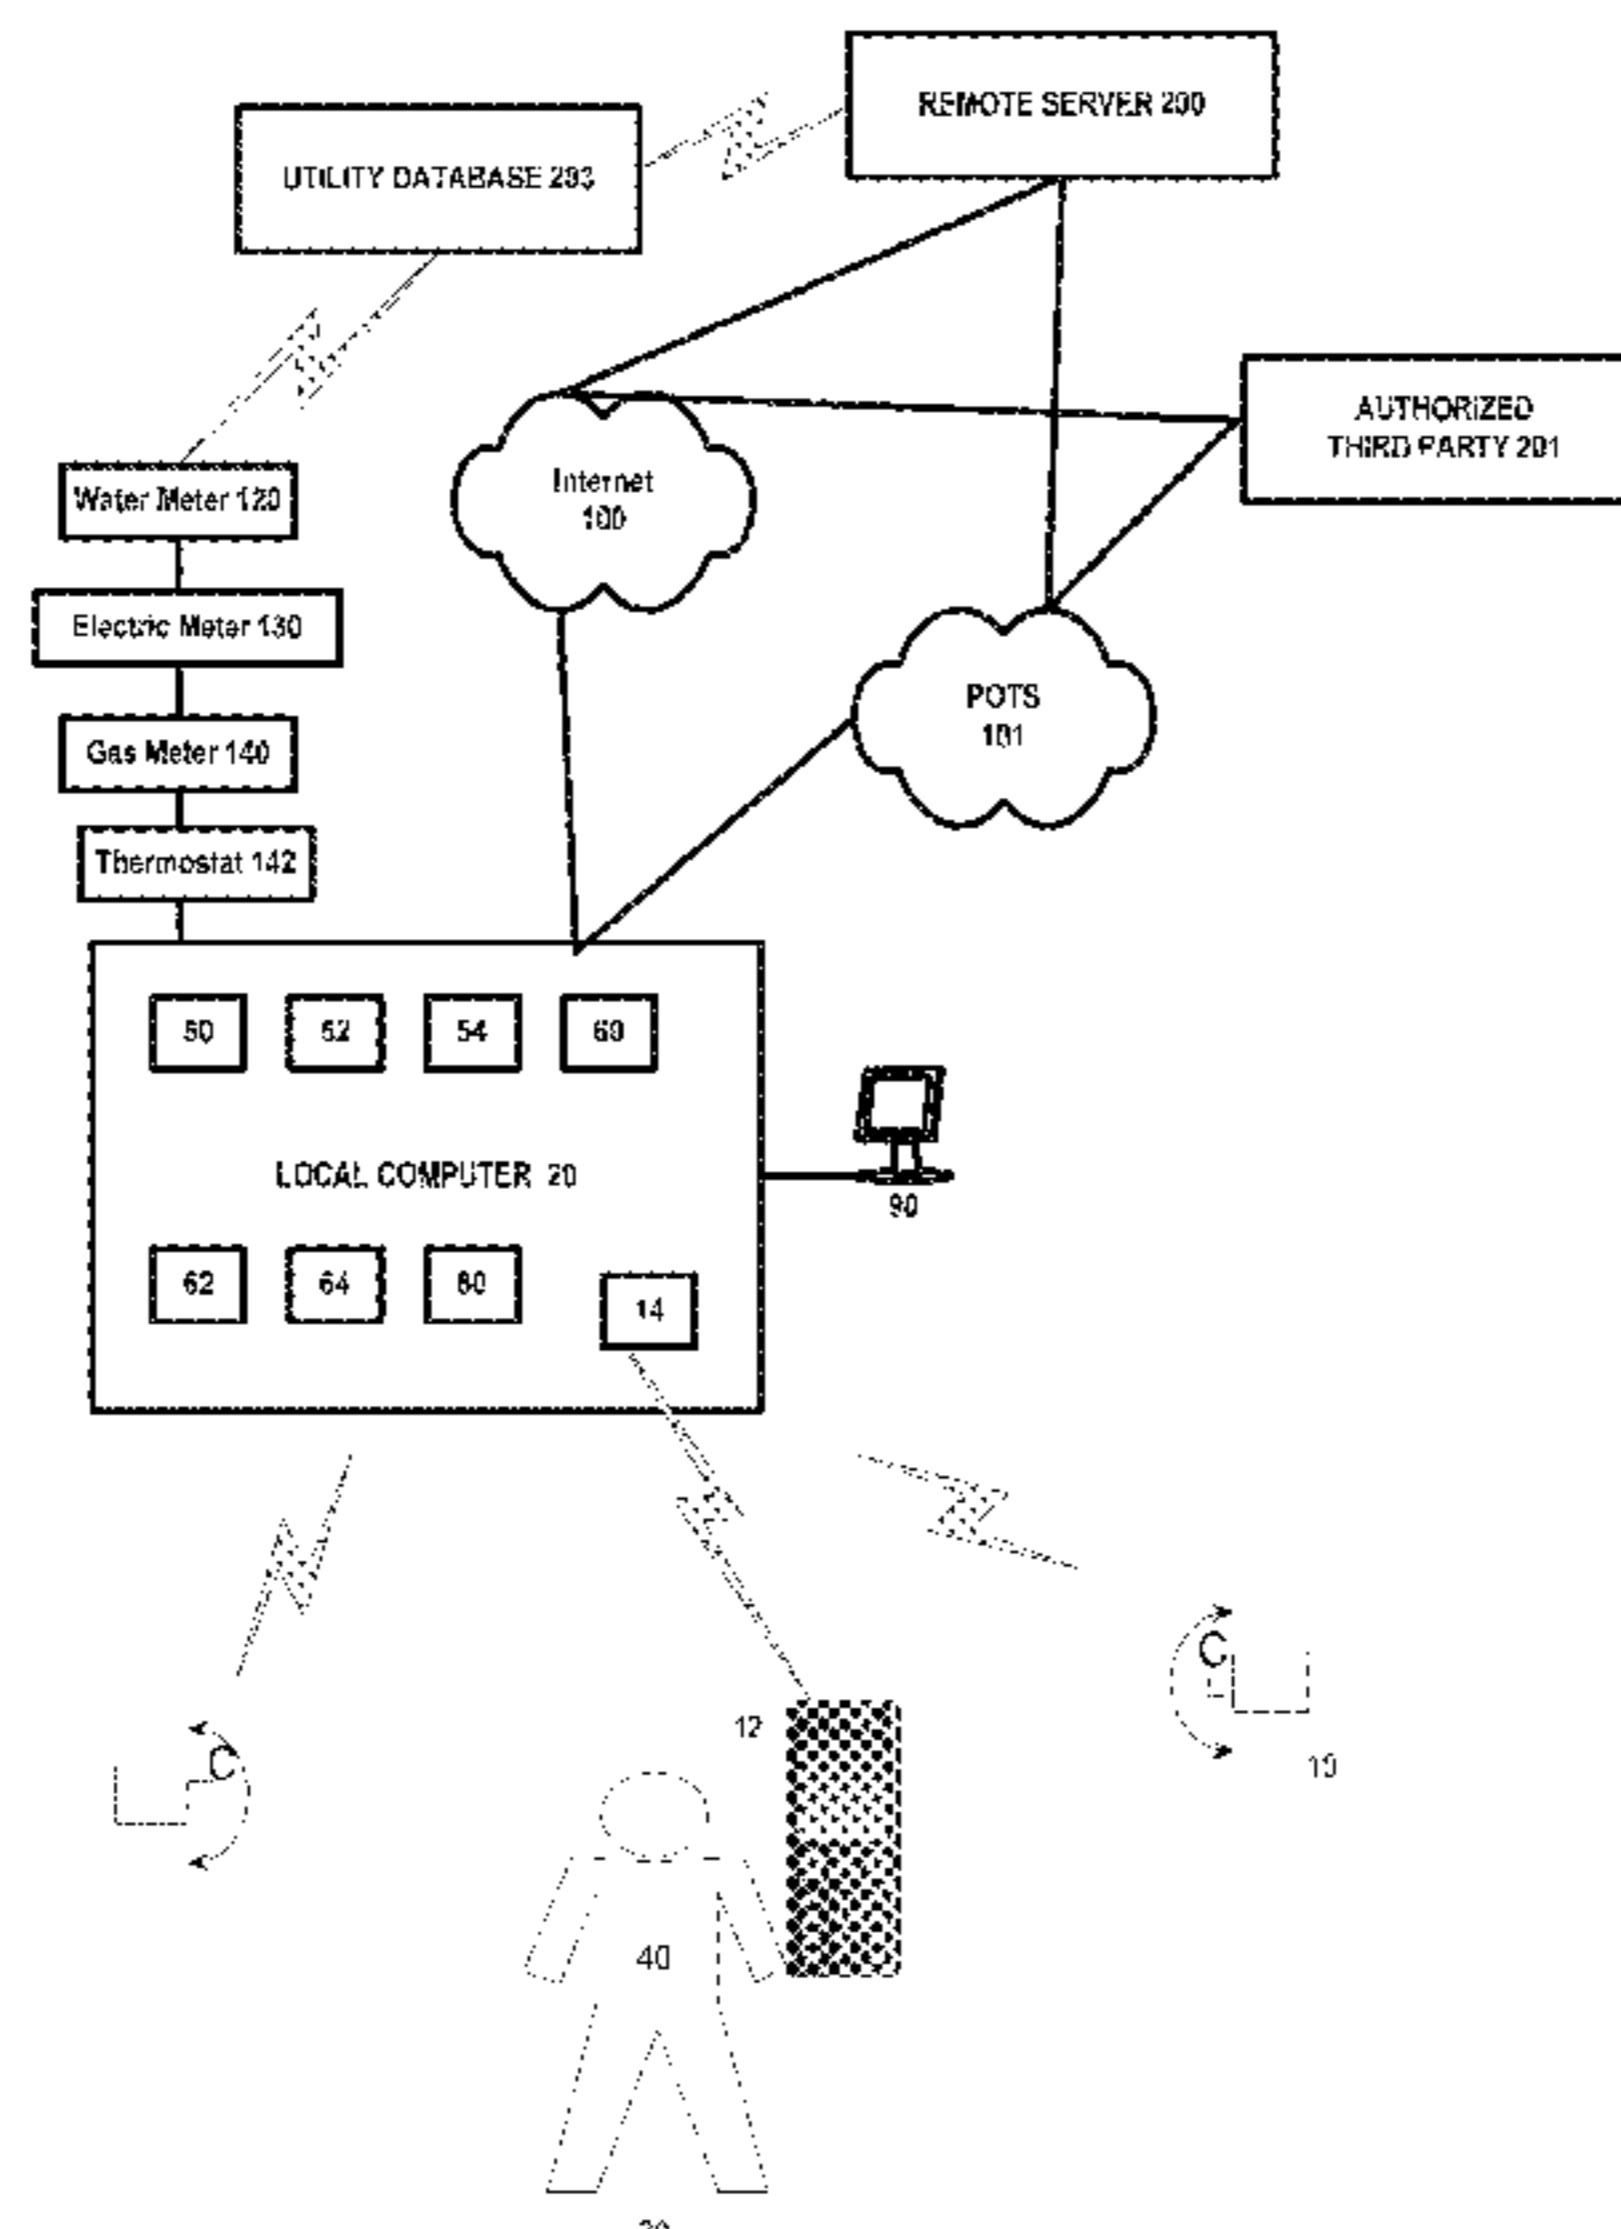 REMOTE SERVER 200
UTILITY DATABASE 203
AUTHORIZED
THIRD PARTY 201
Internet
100
Water Meter 120
Electric Meter 130
POTS
101
Gas Meter 140
Thermostat 142
50 52 54 60
LOCAL COMPUTER 20
90
62 64 80
14
C
10
12
C
40